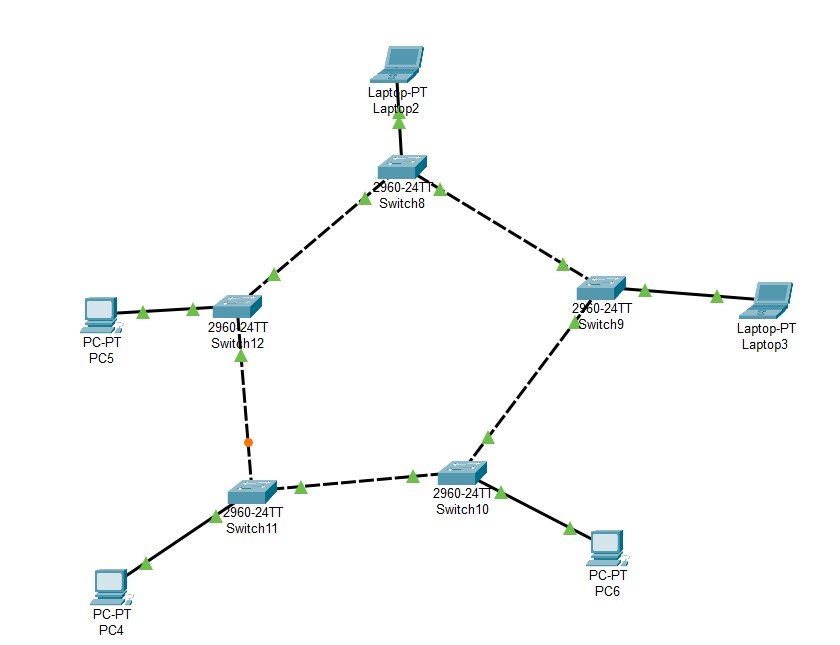 Laptop-PT
Laptop2
2960-24TT
Switch8
2960-24TT
Switch9
Laptop-PT
Laptop3
2960-24TT
Switch12
PC-PT
PC5
2960-24TT
Switch10
2960-24TT
Switch11
PC-PT
PC6
PC-PT
PC4